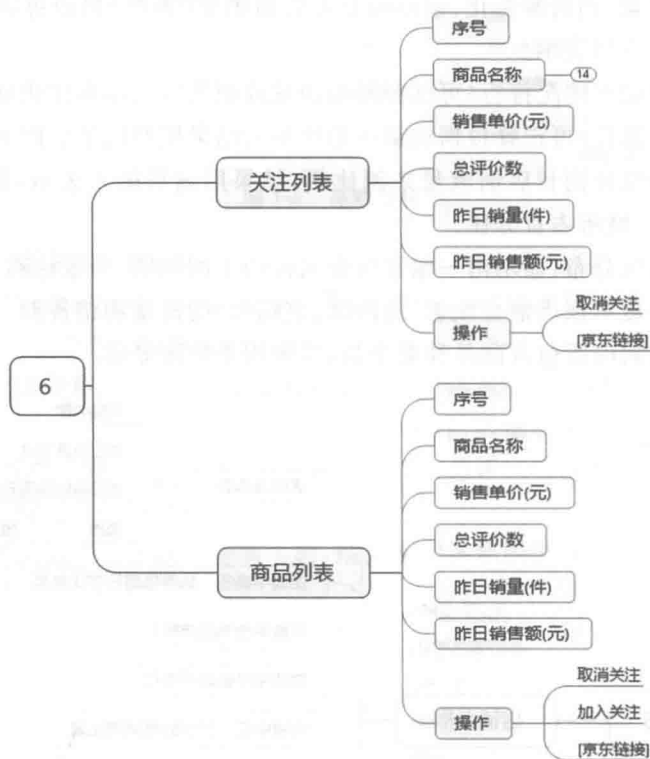 6
关注列表
序号
商品名称
14
销售单价(元)
总评价数
昨日销量(件)
昨日销售额(元)
操作
取消关注
[京东链接]
商品列表
序号
商品名称
销售单价(元)
总评价数
昨日销量(件)
昨日销售额(元)
操作
取消关注
加入关注
[京东链接]